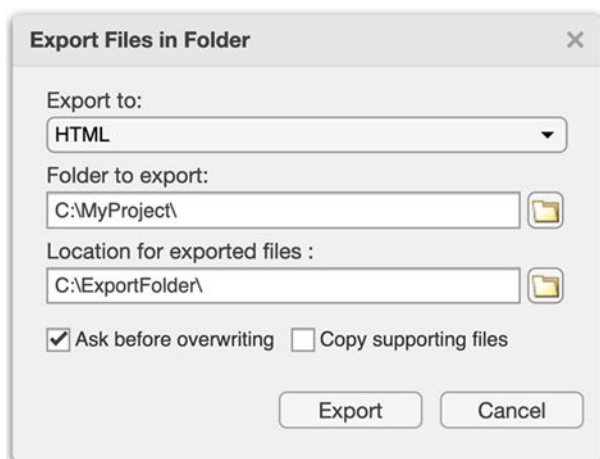 Export Files in Folder
Export to:
HTML
Folder to export:
C:\MyProject\
Location for exported files :
C:\ExportFolder\
Ask before overwriting Copy supporting files
Export Cancel